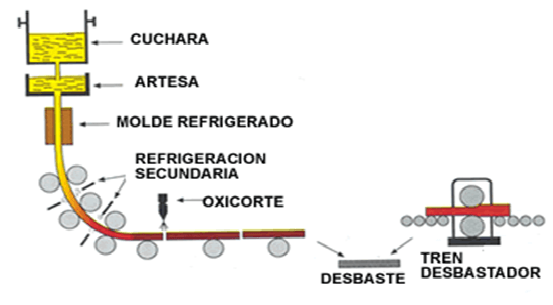 CUCHARA
ARTESA
MOLDE REFRIGERADO
REFRIGERACION
SECUNDARIA
OXICORTE
DESBASTE
TREN
DESBASTADOR